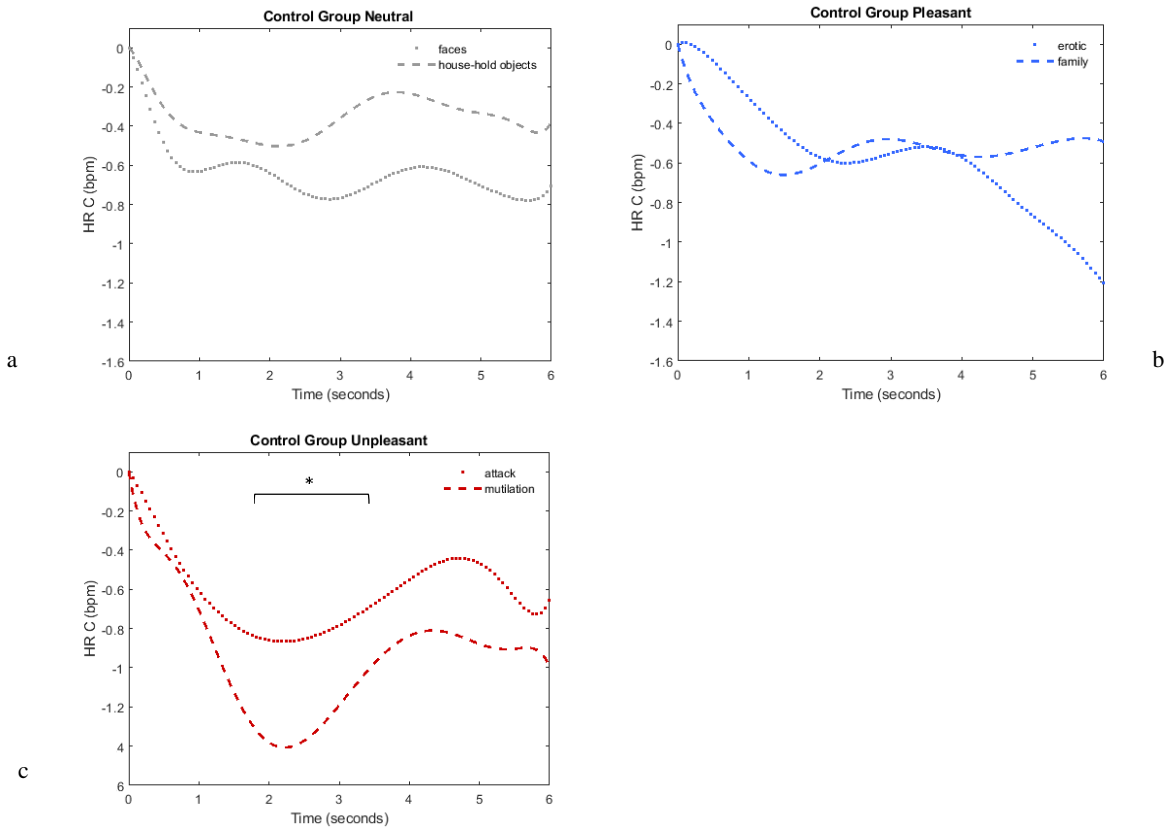 Control Group Neutral
faces
house-hold objects
0
-0.2
-0.4
-0.6
-0.8
-1
-1.2
-1.4
-1.6
HR C (bpm)
0 1 2 3 4 5 6
Time (seconds)
a
Control Group Pleasant
erotic
family
0
-0.2
-0.4
-0.6
-0.8
-1
-1.2
-1.4
-1.6
HR C (bpm)
0 1 2 3 4 5 6
Time (seconds)
b
Control Group Unpleasant
attack
mutilation
*
0
-0.2
-0.4
-0.6
-0.8
-1
-1.2
4
6
HR C (bpm)
0 1 2 3 4 5 6
Time (seconds)
c